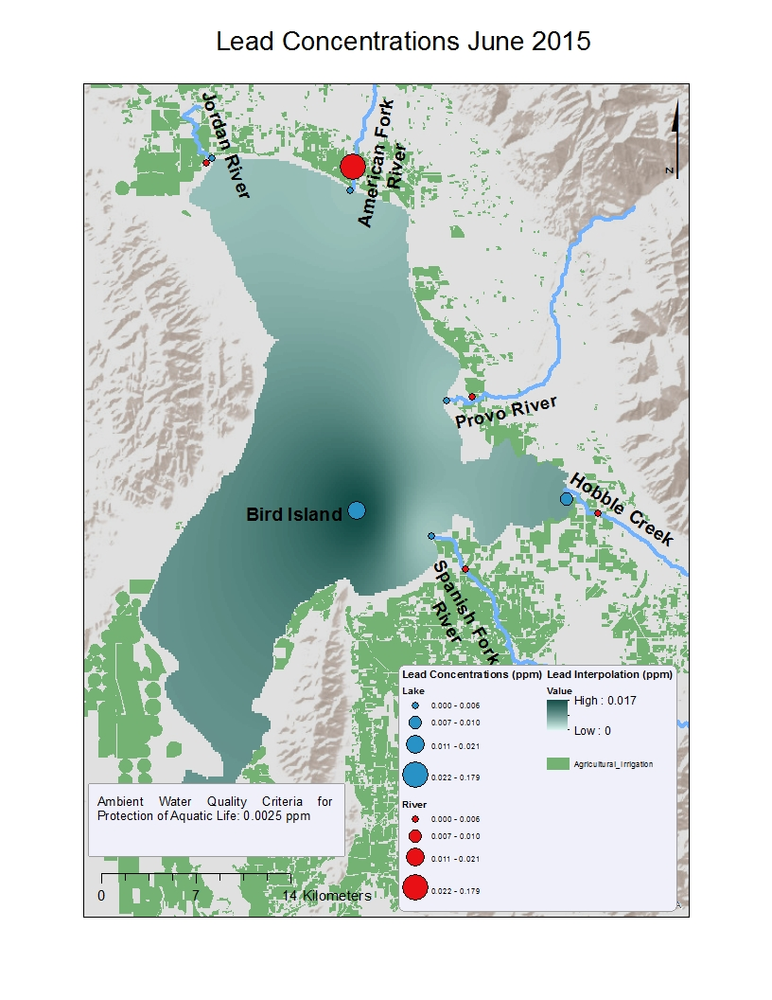 Lead Concentrations June 2015
Jordan River
American Fork
River
N
Provo River
Hobble Creek
Bird Island
Spanish Fork
River
Lead Concentrations (ppm)
Lake
0.000 - 0.006
0.007 - 0.010
0.011 - 0.021
0.022 - 0.179
River
0.000 - 0.006
0.007 - 0.010
0.011 - 0.021
0.022 - 0.179
Lead Interpolation (ppm)
Value
High : 0.017
Low : 0
Agricultural_Irrigation
Ambient Water Quality Criteria for
Protection of Aquatic Life: 0.0025 ppm
0 7 14 Kilometers